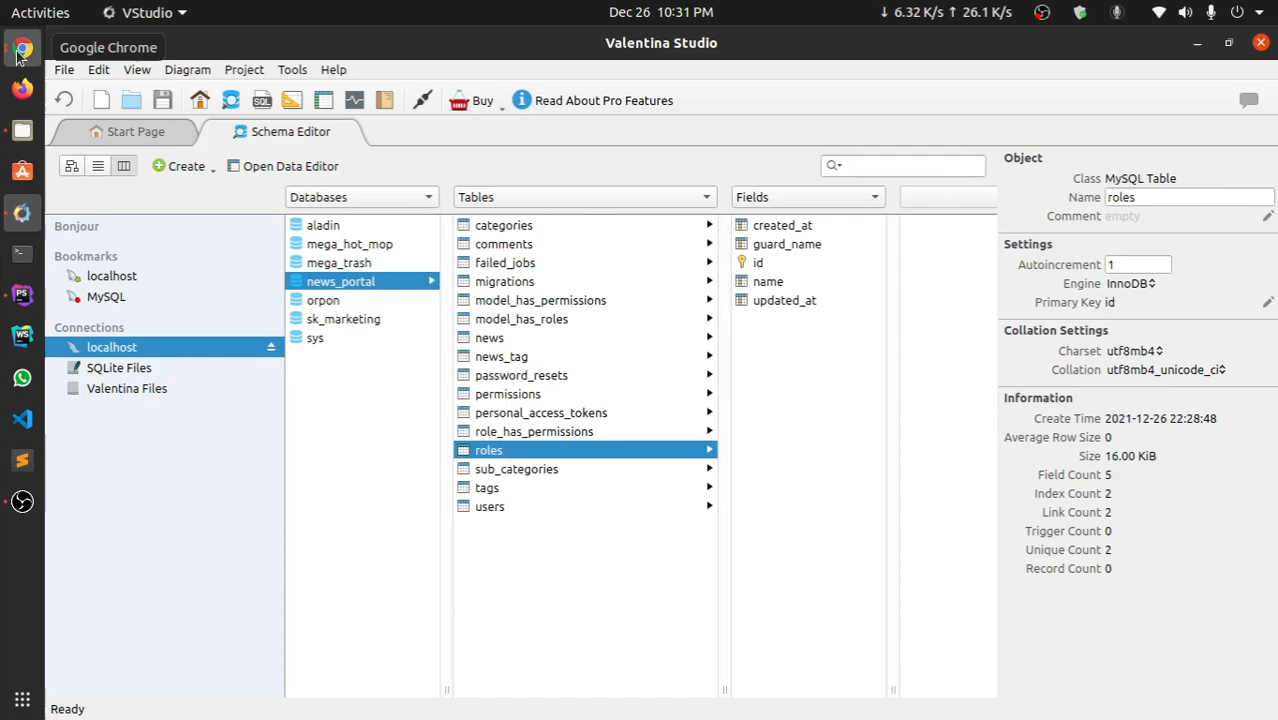 Activities VStudio Dec 26 10:31 PM ↓ 6.32 K/s ↑ 26.1 K/s
Google Chrome
Valentina Studio
File Edit View Diagram Project Tools Help
SQL Buy Read About Pro Features
Start Page Schema Editor
Create Open Data Editor
Databases Tables Fields
Bonjour
Bookmarks
localhost
MySQL
Connections
localhost
SQLite Files
Valentina Files
aladin
mega_hot_mop
mega_trash
news_portal
orpon
sk_marketing
sys
categories
comments
failed_jobs
migrations
model_has_permissions
model_has_roles
news
news_tag
password_resets
permissions
personal_access_tokens
role_has_permissions
roles
sub_categories
tags
users
created_at
guard_name
id
name
updated_at
Object
Class MySQL Table
Name roles
Comment empty
Settings
Autoincrement 1
Engine InnoDB
Primary Key id
Collation Settings
Charset utf8mb4
Collation utf8mb4_unicode_ci
Information
Create Time 2021-12-26 22:28:48
Average Row Size 0
Size 16.00 KiB
Field Count 5
Index Count 2
Link Count 2
Trigger Count 0
Unique Count 2
Record Count 0
PS
WS
Ready